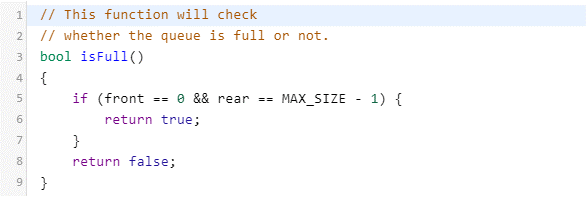 1 // This function will check
2 // whether the queue is full or not.
3 bool isFull()
4 {
5     if (front == 0 && rear == MAX_SIZE - 1) {
6         return true;
7     }
8     return false;
9 }